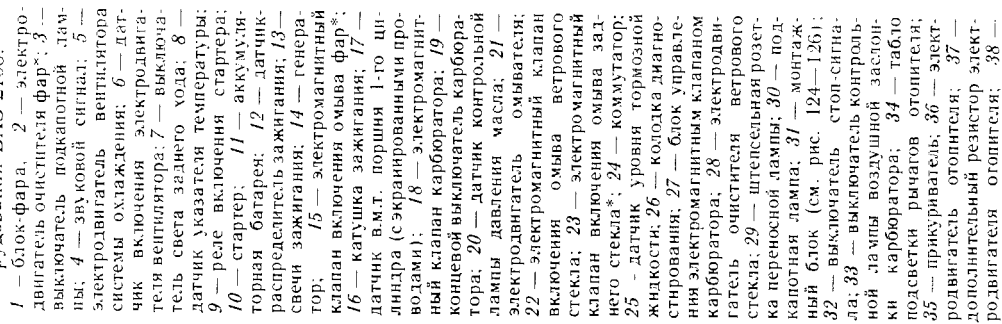 1 — блок-фара, 2 — электро-
двигатель очистителя фар*; 3 —
выключатель подкапотной лам-
пы; 4 — звуковой сигнал; 5 —
электродвигатель вентилятора
системы охлаждения; 6 — дат-
чик включения электродвига-
теля вентилятора; 7 — выключа-
тель света заднего хода; 8 —
датчик указателя температуры;
9 — реле включения стартера;
10 — стартер; 11 — аккумуля-
торная батарея; 12 — датчик-
распределитель зажигания; 13 —
свечи зажигания; 14 — генера-
тор; 15 — электромагнитный
клапан включения омыва фар*;
16 — катушка зажигания; 17 —
датчик в.м.т. поршня 1-го ци-
линдра (с экранированными про-
водами); 18 — электромагнит-
ный клапан карбюратора; 19 —
концевой выключатель карбюра-
тора; 20 — датчик контрольной
лампы давления масла; 21 —
электродвигатель омывателя;
22 — электромагнитный клапан
включения омыва ветрового
стекла; 23 — электромагнитный
клапан включения омыва зад-
него стекла*; 24 — коммутатор;
25 - датчик уровня тормозной
жидкости; 26 — колодка диагно-
стирования; 27 — блок управле-
ния электромагнитным клапаном
карбюратора; 28 — электродви-
гатель очистителя ветрового
стекла; 29 — штепсельная розет-
ка переносной лампы; 30 — под-
капотная лампа; 31 — монтаж-
ный блок (см. рис. 124—126);
32 — выключатель стоп-сигна-
ла; 33 — выключатель контроль-
ной лампы воздушной заслон-
ки карбюратора; 34 — табло
подсветки рычагов отопителя;
35 — прикуриватель; 36 — элект-
родвигатель отопителя; 37 —
дополнительный резистор элект-
родвигателя отопителя; 38 —